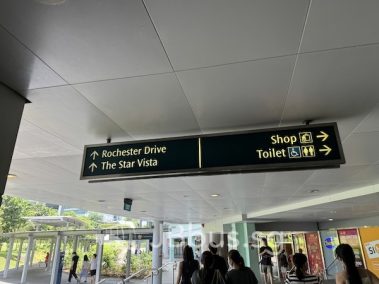 Rochester Drive
The Star Vista
Shop
Toilet